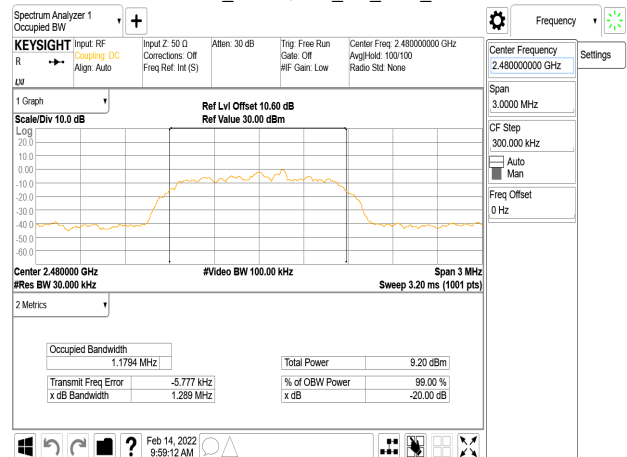 Spectrum Analyzer 1
Occupied BW
Frequency
KEYSIGHT
R
LXI
Input: RF
Coupling: DC
Align: Auto
Input Z: 50 Ω
Corrections: Off
Freq Ref: Int (S)
Atten: 30 dB
Trig: Free Run
Gate: Off
#IF Gain: Low
Center Freq: 2.480000000 GHz
Avg|Hold: 100/100
Radio Std: None
Center Frequency
2.480000000 GHz
Settings
Span
3.0000 MHz
CF Step
300.000 kHz
Auto
Man
Freq Offset
0 Hz
1 Graph
Ref Lvl Offset 10.60 dB
Scale/Div 10.0 dB
Ref Value 30.00 dBm
Log
20.0
10.0
0.00
-10.0
-20.0
-30.0
-40.0
-50.0
-60.0
Center 2.48000 GHz
#Video BW 100.00 kHz
Span 3 MHz
#Res BW 30.000 kHz
Sweep 3.20 ms (1001 pts)
2 Metrics
Occupied Bandwidth
1.1794 MHz
Total Power 9.20 dBm
Transmit Freq Error -5.777 kHz
% of OBW Power 99.00 %
x dB Bandwidth 1.289 MHz
x dB -20.00 dB
?
Feb 14, 2022
9:59:12 AM